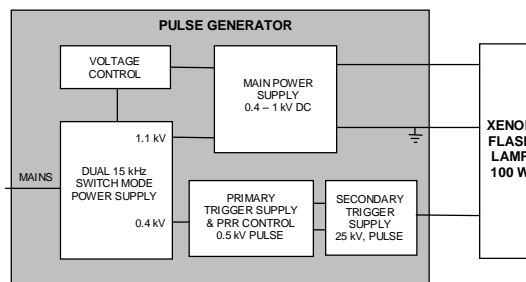 PULSE GENERATOR
VOLTAGE
CONTROL
MAIN POWER
SUPPLY
0.4 – 1 kV DC
1.1 kV
MAINS
DUAL 15 kHz
SWITCH MODE
POWER SUPPLY
0.4 kV
PRIMARY
TRIGGER SUPPLY
& PRR CONTROL
0.5 kV PULSE
SECONDARY
TRIGGER
SUPPLY
25 kV, PULSE
XENON
FLASH
LAMP
100 W